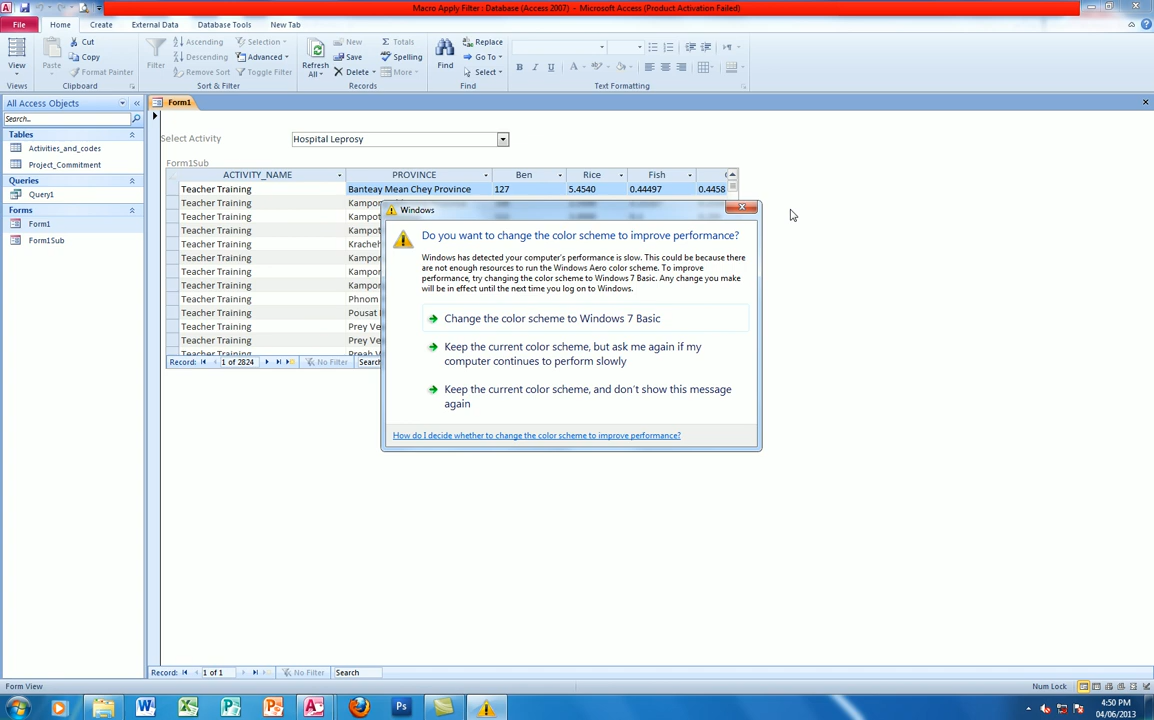 Macro Apply Filter : Database (Access 2007) - Microsoft Access (Product Activation Failed)
File Home Create External Data Database Tools New Tab
View
Views
Paste
Cut
Copy
Format Painter
Clipboard
Filter
Ascending
Descending
Remove Sort
Selection
Advanced
Toggle Filter
Sort & Filter
Refresh
All
New
Save
Delete
Totals
Spelling
More
Records
Find
Replace
Go To
Select
Find
Text Formatting
All Access Objects
Search...
Tables
Activities_and_codes
Project_Commitment
Queries
Query1
Forms
Form1
Form1Sub
Form1
Select Activity Hospital Leprosy
Form1Sub
ACTIVITY_NAME PROVINCE Ben Rice Fish
Teacher Training Banteay Mean Chey Province 127 5.4540 0.44497 0.4458
Teacher Training
Teacher Training
Teacher Training
Teacher Training
Teacher Training
Teacher Training
Teacher Training
Teacher Training Phnom
Teacher Training Pousat
Teacher Training Prey Ve
Teacher Training Prey Ve
Teacher Training Preah
Record: 1 of 2824 No Filter Search
Windows
Do you want to change the color scheme to improve performance?
Windows has detected your computer's performance is slow. This could be because
there are not enough resources to run the Windows Aero color scheme. To improve
performance, try changing the color scheme to Windows 7 Basic. Any change you make
will be in effect until the next time you log on to Windows.
Change the color scheme to Windows 7 Basic
Keep the current color scheme, but ask me again if my
computer continues to perform slowly
Keep the current color scheme, and don't show this message
again
How do I decide whether to change the color scheme to improve performance?
Record: 1 of 1 No Filter Search
Form View Num Lock
4:50 PM
04/06/2013